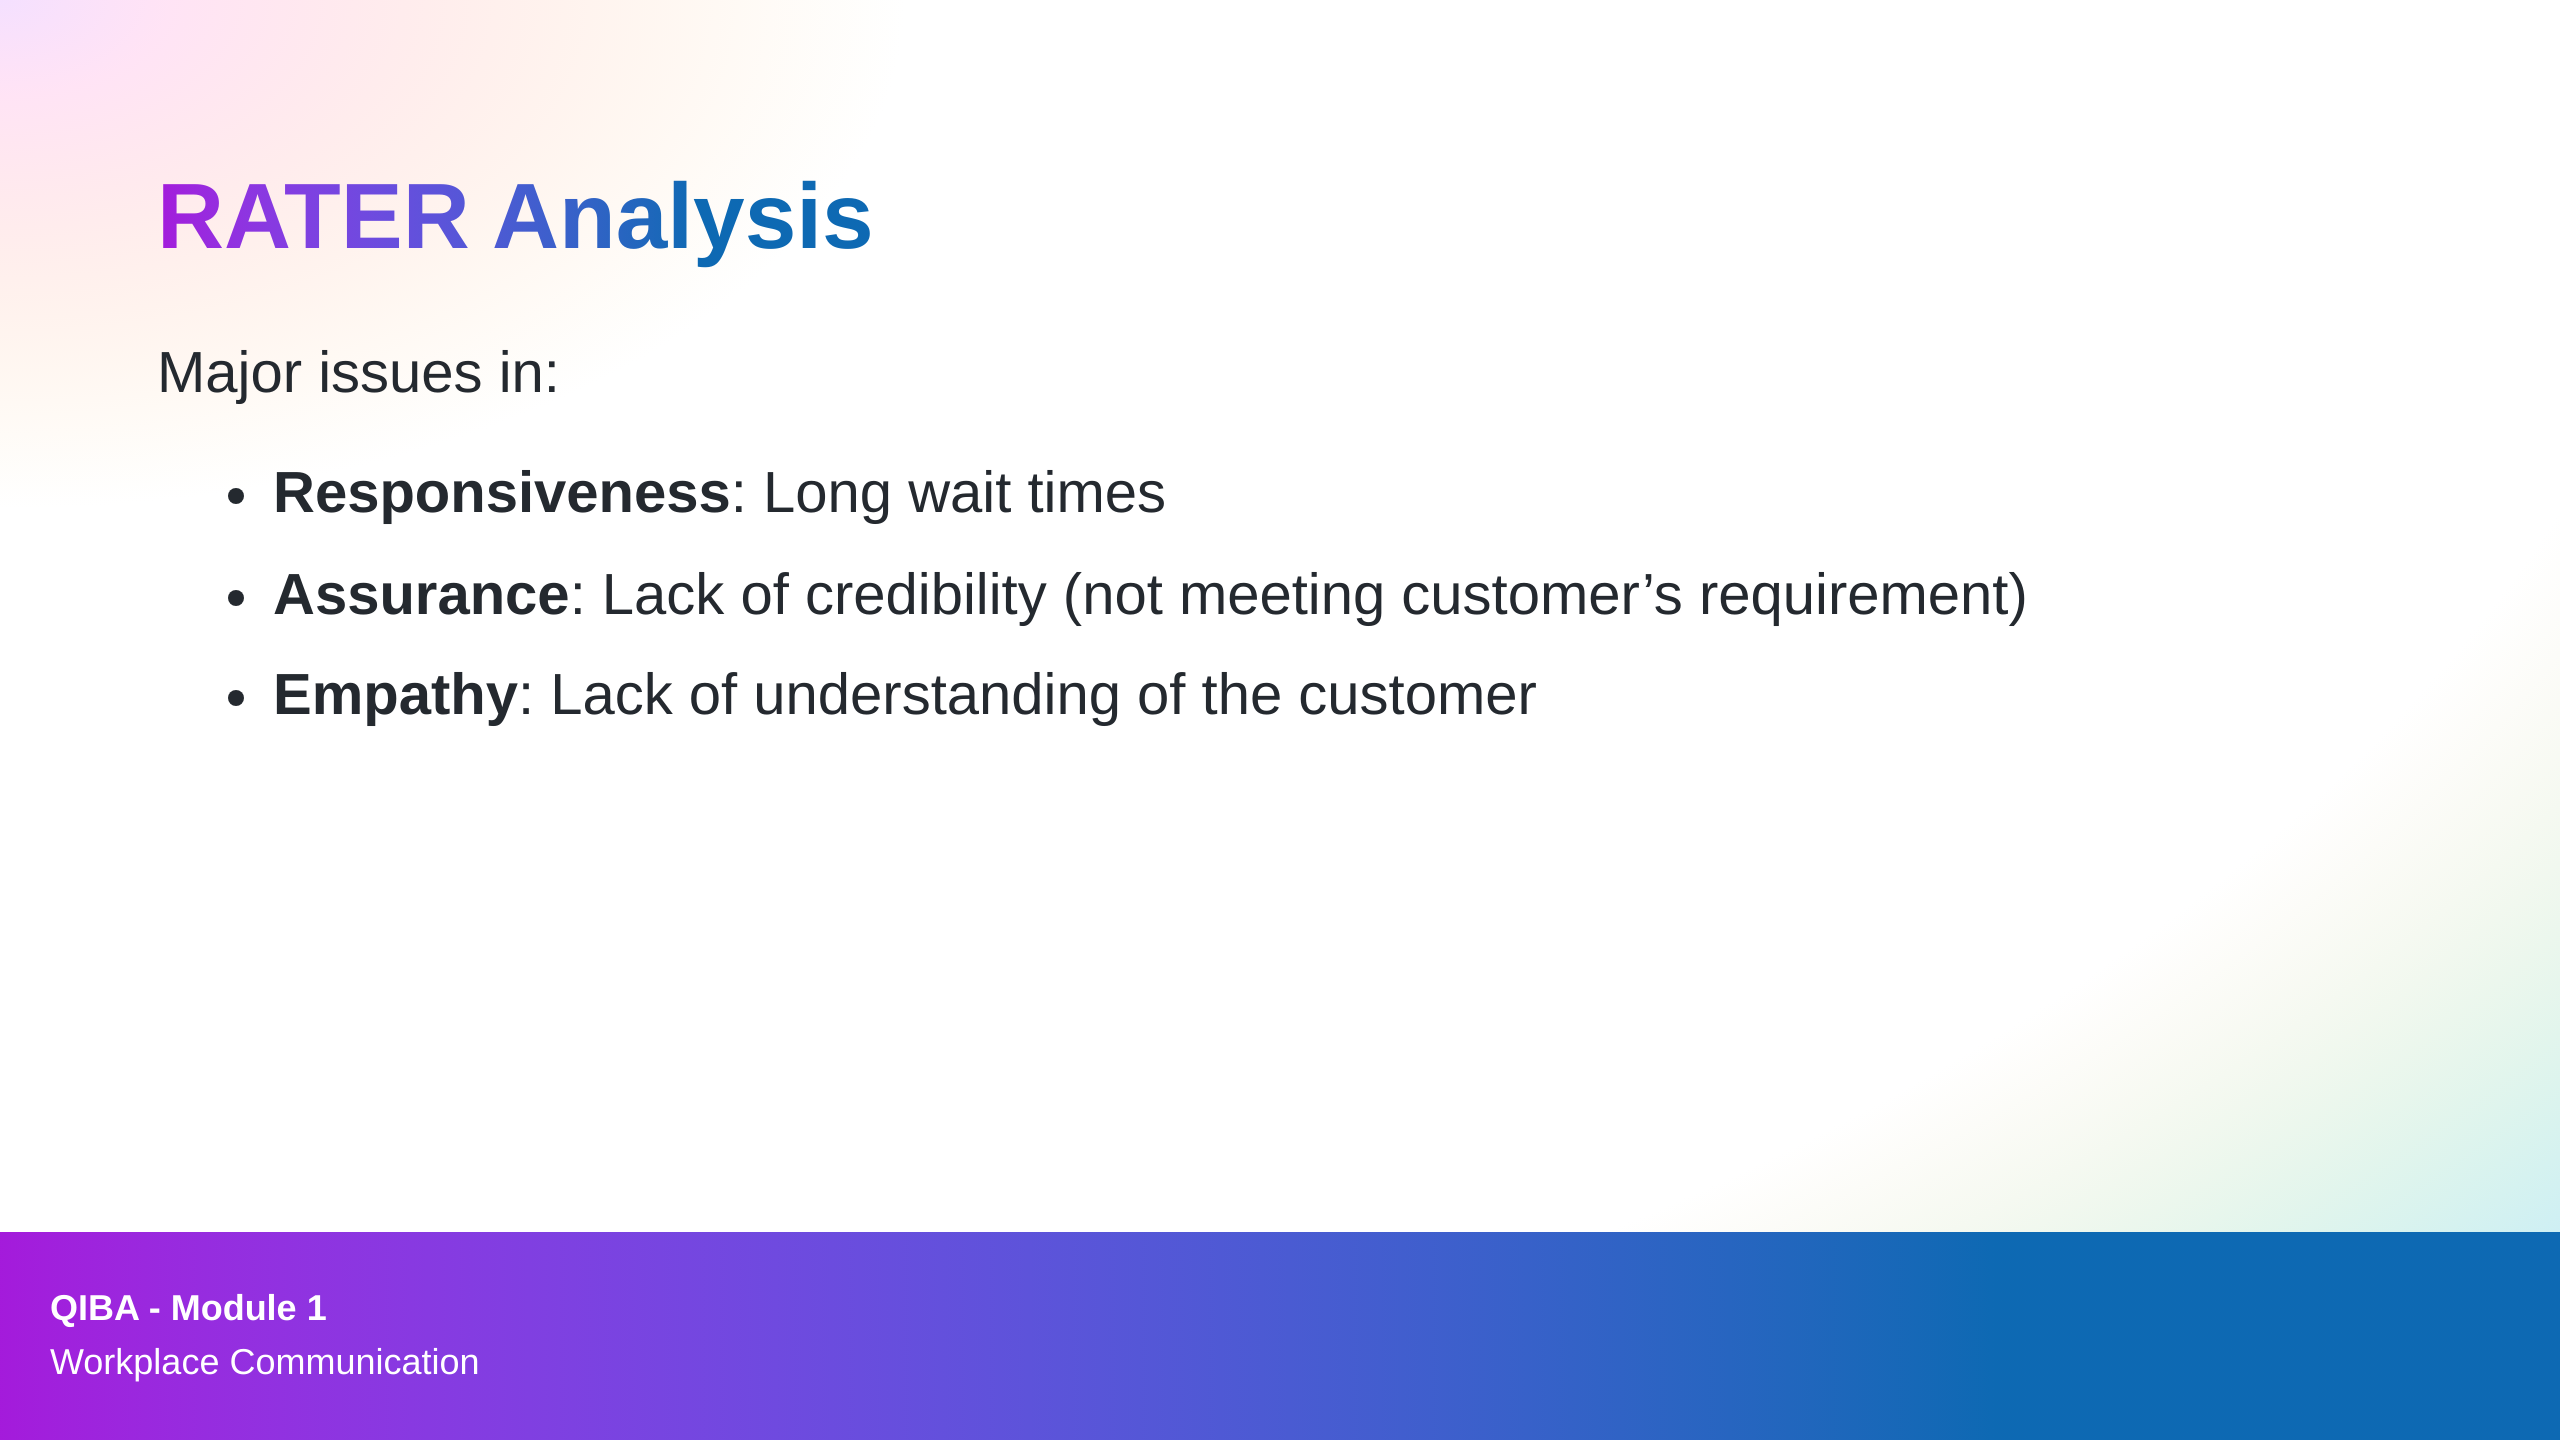 RATER Analysis
Major issues in:
• Responsiveness: Long wait times
• Assurance: Lack of credibility (not meeting customer’s requirement)
• Empathy: Lack of understanding of the customer
QIBA - Module 1
Workplace Communication